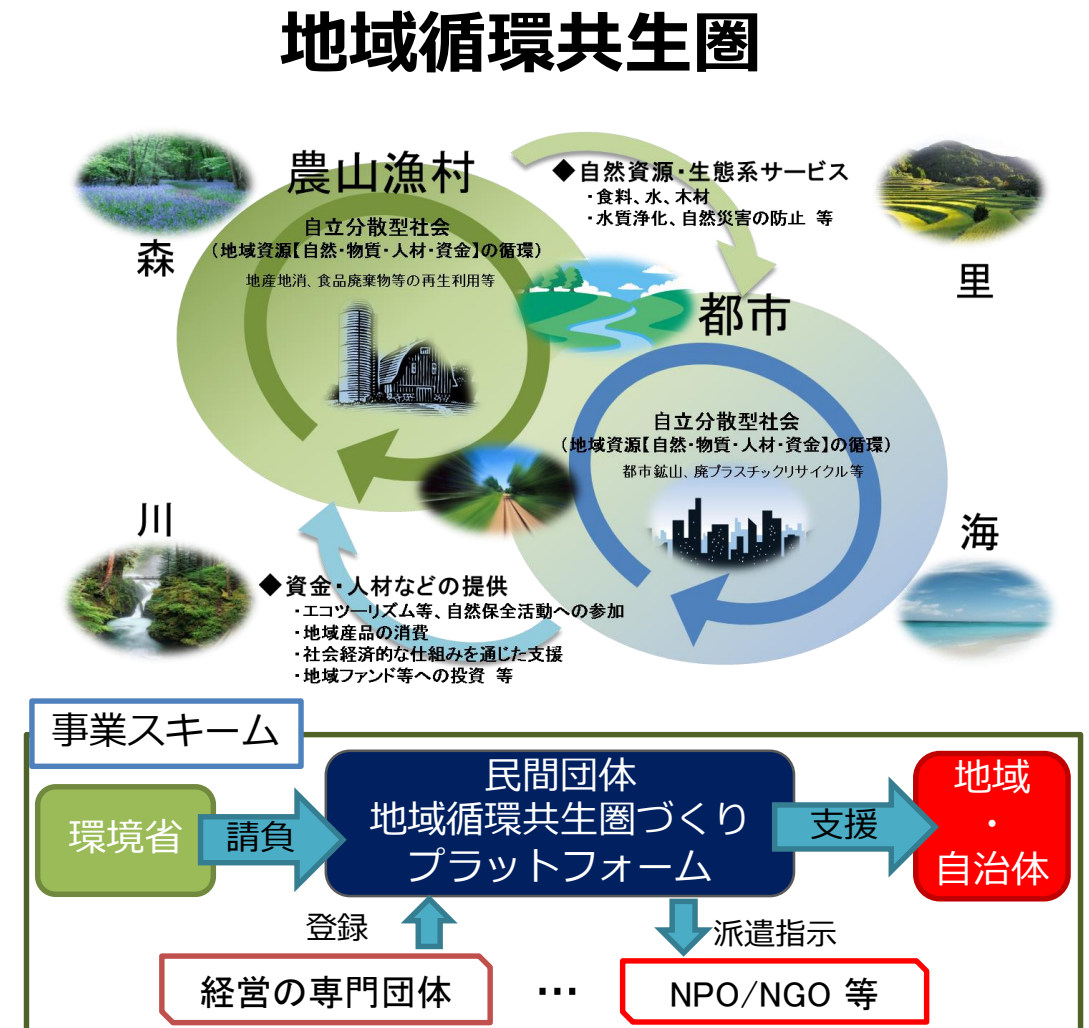 地域循環共生圏
農山漁村
◆自然資源・生態系サービス
・食料、水、木材
・水質浄化、自然災害の防止 等
森
自立分散型社会
(地域資源【自然・物質・人材・資金】の循環)
地産地消、食品廃棄物等の再生利用等
里
都市
自立分散型社会
(地域資源【自然・物質・人材・資金】の循環)
都市鉱山、廃プラスチックリサイクル等
川
海
◆資金・人材などの提供
・エコツーリズム等、自然保全活動への参加
・地域産品の消費
・社会経済的な仕組みを通じた支援
・地域ファンド等への投資 等
事業スキーム
環境省
請負
民間団体
地域循環共生圏づくり
プラットフォーム
支援
地域
・
自治体
登録
派遣指示
経営の専門団体
…
NPO/NGO 等